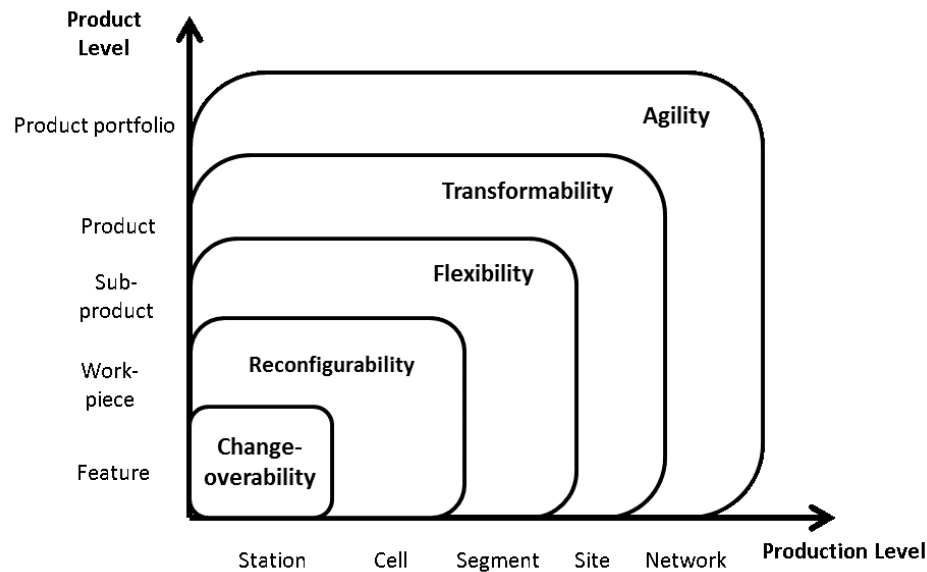 Product
Level
Product portfolio
Agility
Transformability
Product
Flexibility
Sub-
product
Reconfigurability
Work-
piece
Change-
overability
Feature
Station
Cell
Segment
Site
Network
Production Level